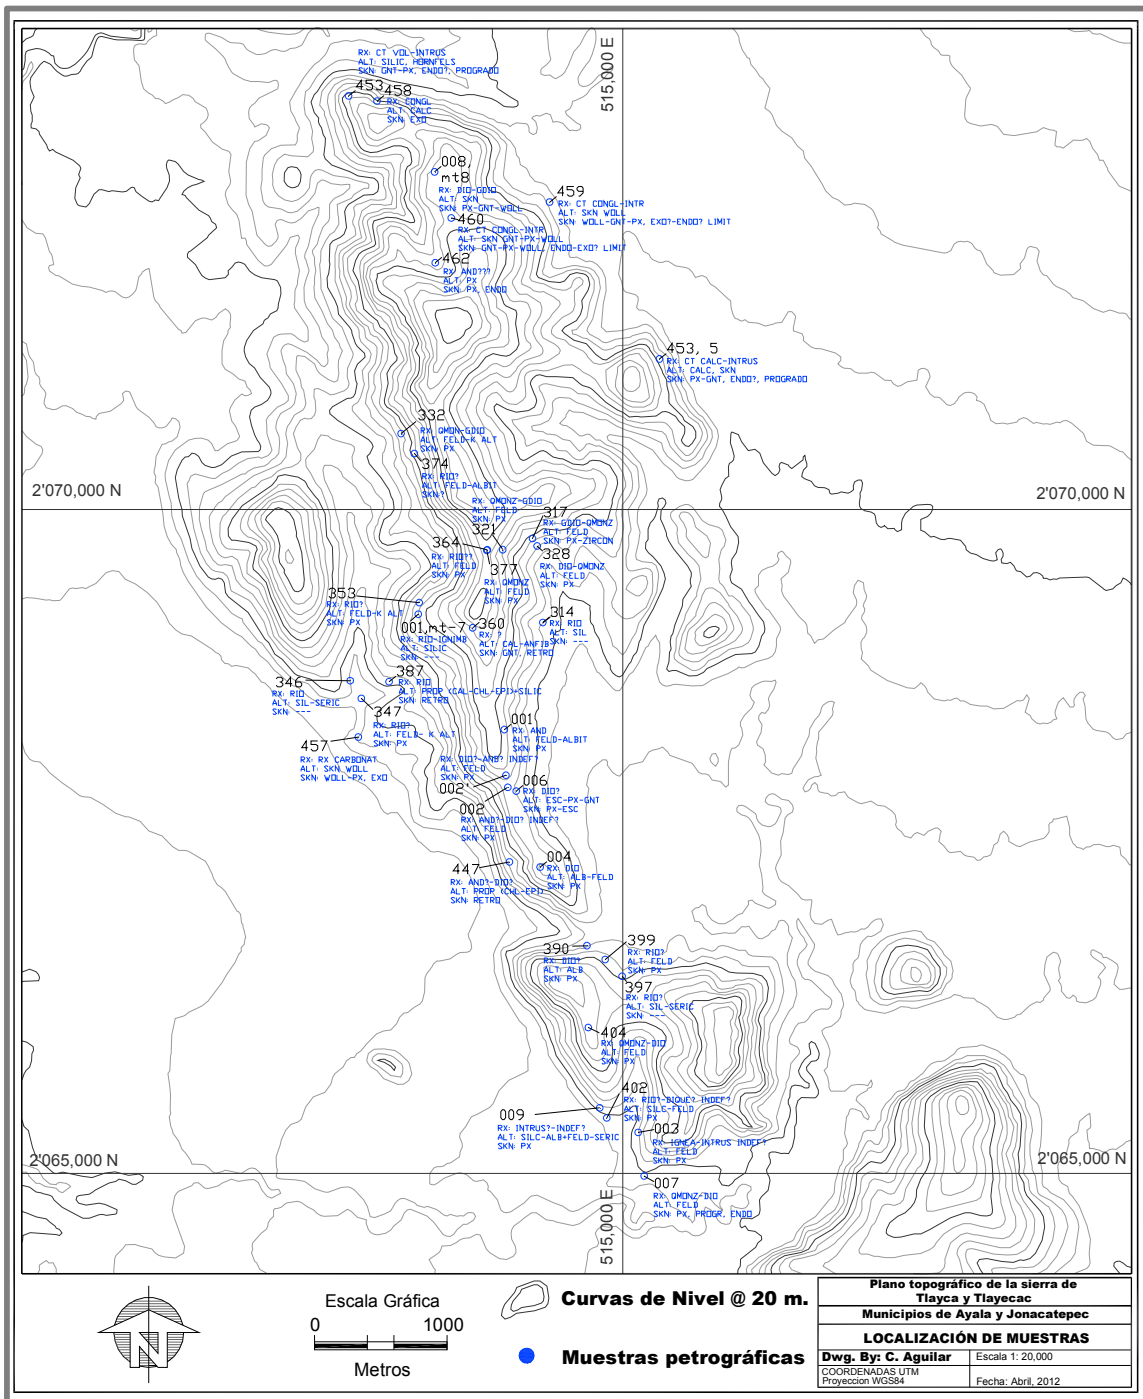 515,000 E
RX: CT VOL-INTRUS
ALT: SILIC, HORNFELS
SKN: GNT-PX, ENDO?, PROGRADO
453
458
RX: CONGL
ALT: CALC
SKN: EXO
008,
mt8
RX: DIO-GDIO
ALT: SKN
SKN: PX-GNT-WOLL
459
RX: CT CONGL-INTR
ALT: SKN WOLL
SKN: WOLL-GNT-PX, EXO?-ENDO? LIMIT
460
RX: CT CONGL-INTR
ALT: SKN GNT-PX-WOLL
SKN: GNT-PX-WOLL, ENDO-EXO? LIMIT
462
RX: AND???
ALT: PX
SKN: PX, ENDO
453, 5
RX: CT CALC-INTRUS
ALT: CALC, SKN
SKN: PX-GNT, ENDO?, PROGRADO
332
RX: QMON-GDIO
ALT: FELD-K ALT
SKN: PX
374
RX: RIO?
ALT: FELD-ALBIT
SKN: ?
2'070,000 N
2'070,000 N
RX: QMONZ-GDIO
ALT: FELD
SKN: PX
321
317
RX: GDIO-QMONZ
ALT: FELD
SKN: PX-ZIRCON
364
RX: RIO??
ALT: FELD
SKN: PX
328
RX: DIO-QMONZ
ALT: FELD
SKN: PX
377
RX: QMONZ
ALT: FELD
SKN: PX
353
RX: RIO?
ALT: FELD-K ALT
SKN: PX
001,mt-7
RX: RIO-IGNIMB
ALT: SILIC
SKN: ---
360
RX: ?
ALT: CAL-ANFIB
SKN: GNT, RETRO
314
RX: RIO
ALT: SIL
SKN: ---
346
RX: RIO
ALT: SIL-SERIC
SKN: ---
387
RX: RIO
ALT: PROP (CAL-CHL-EPI)+SILIC
SKN: RETRO
347
RX: RIO?
ALT: FELD- K ALT
SKN: PX
457
RX: RX CARBONAT
ALT: SKN WOLL
SKN: WOLL-PX, EXO
001
RX: AND
ALT: FELD-ALBIT
SKN: PX
RX: DIO?-AND? INDEF?
ALT: FELD
SKN: PX
002'
006
RX: DIO?
ALT: ESC-PX-GNT
SKN: PX-ESC
002
RX: AND?-DIO? INDEF?
ALT: FELD
SKN: PX
447
RX: AND?-DIO?
ALT: PROP (CHL-EPI)
SKN: RETRO
004
RX: DIO
ALT: ALB-FELD
SKN: PX
390
RX: DIO?
ALT: ALB
SKN: PX
399
RX: RIO?
ALT: FELD
SKN: PX
397
RX: RIO?
ALT: SIL-SERIC
SKN: ---
404
RX: QMONZ-DIO
ALT: FELD
SKN: PX
402
RX: RIO?-DIQUE? INDEF?
ALT: SILC-FELD
SKN: PX
009
RX: INTRUS?-INDEF?
ALT: SILC-ALB+FELD-SERIC
SKN: PX
003
RX: IGNEA-INTRUS INDEF?
ALT: FELD
SKN: PX
2'065,000 N
2'065,000 N
007
RX: QMONZ-DIO
ALT: FELD
SKN: PX, PROGR, ENDO
515,000 E
N
Escala Gráfica
0 1000
Metros
Curvas de Nivel @ 20 m.
Muestras petrográficas
Plano topográfico de la sierra de
Tlayca y Tlayecac
Municipios de Ayala y Jonacatepec
LOCALIZACIÓN DE MUESTRAS
Dwg. By: C. Aguilar
Escala 1: 20,000
COORDENADAS UTM
Proyeccion WGS84
Fecha: Abril, 2012